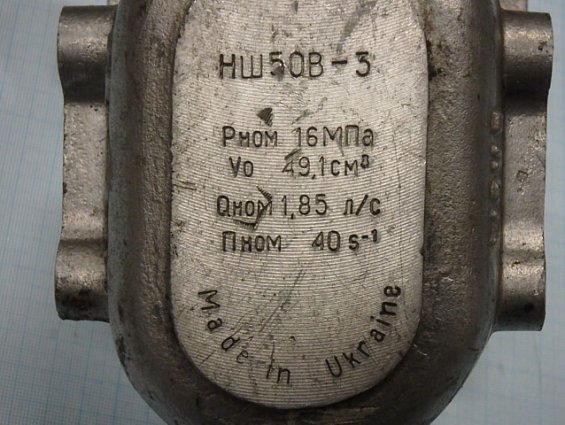 НШ50В-3
Рном 16МПа
Vo 49,1см³
Qном 1,85 л/с
Пном 40 s⁻¹
Made in Ukraine